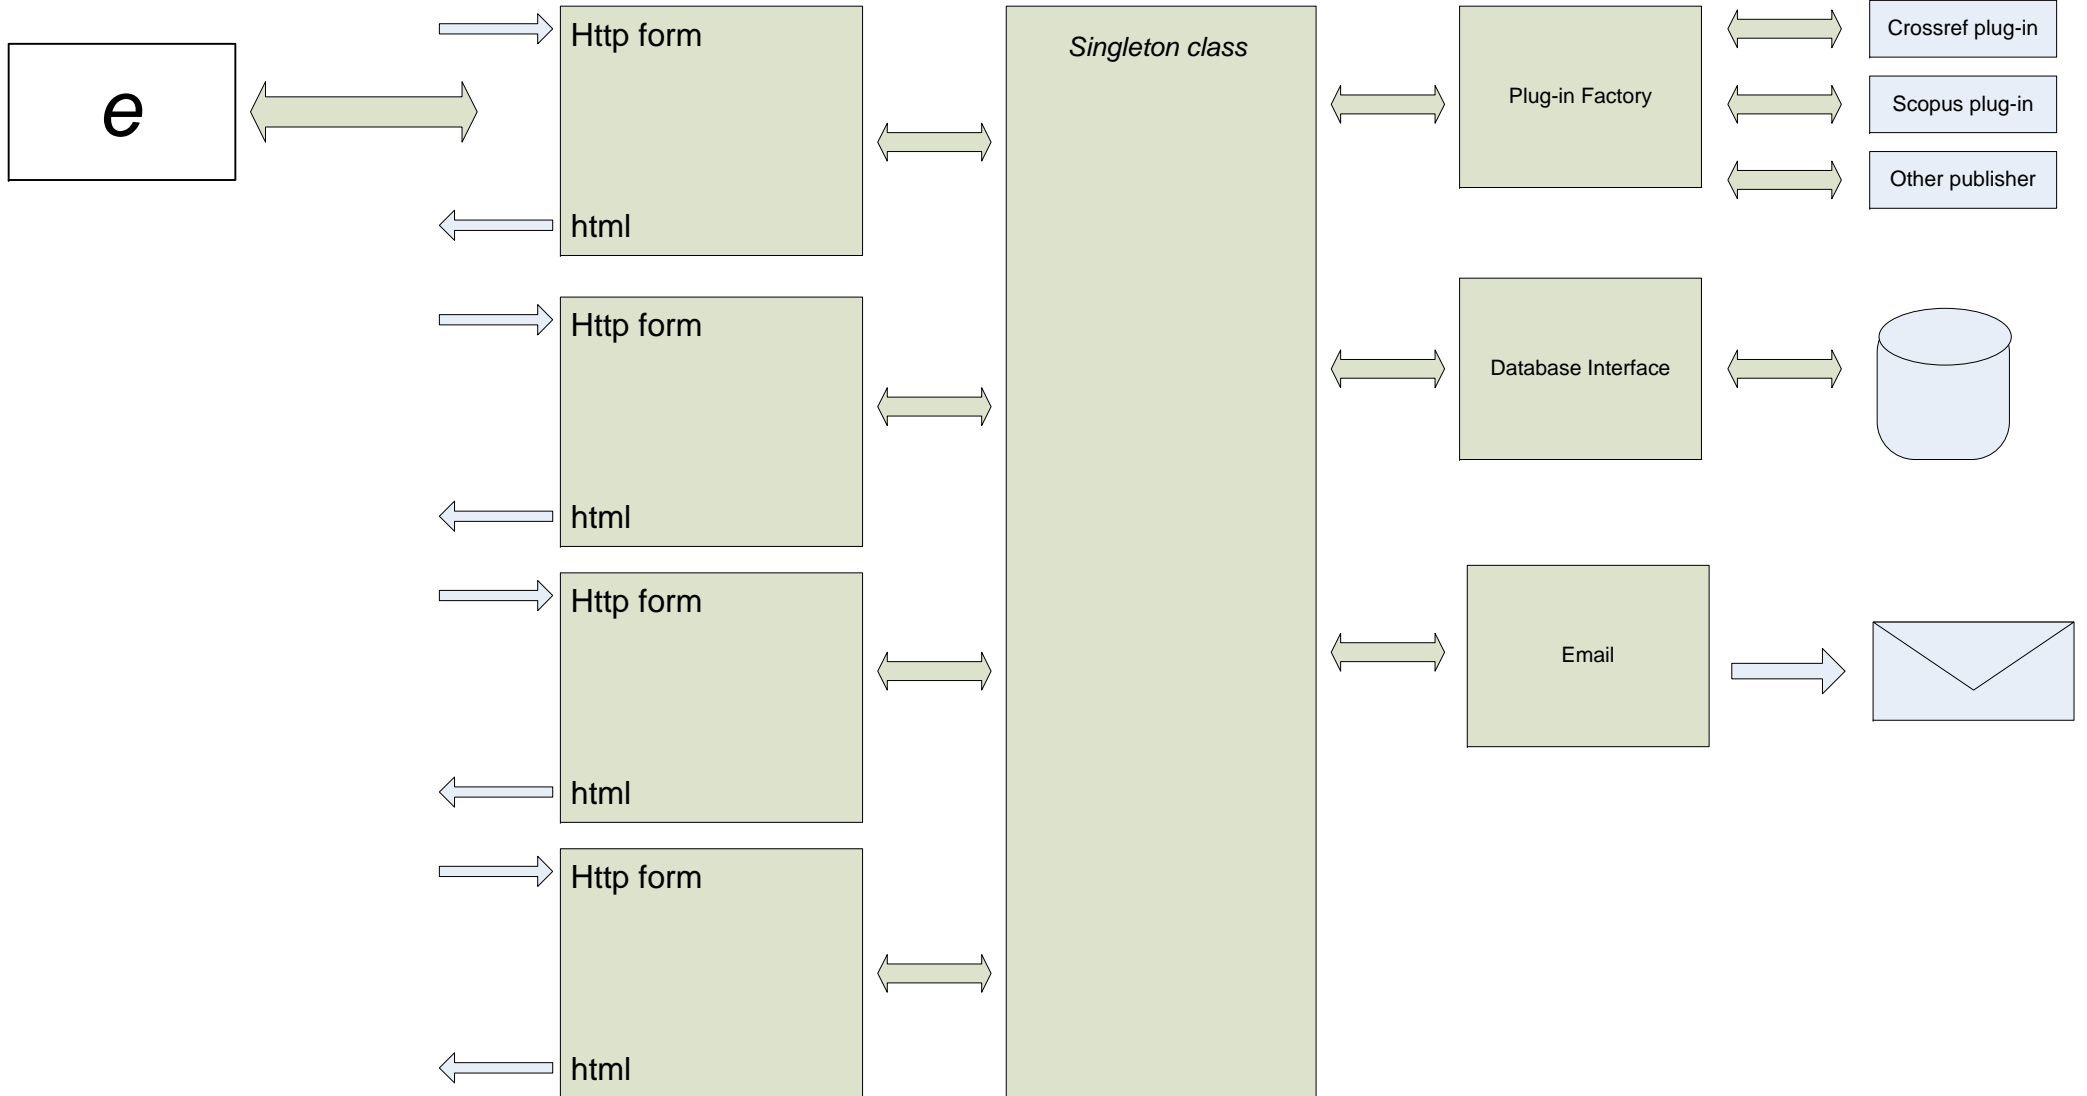 e
Http form
html
Http form
html
Http form
html
Http form
html
Singleton class
Plug-in Factory
Crossref plug-in
Scopus plug-in
Other publisher
Database Interface
Email